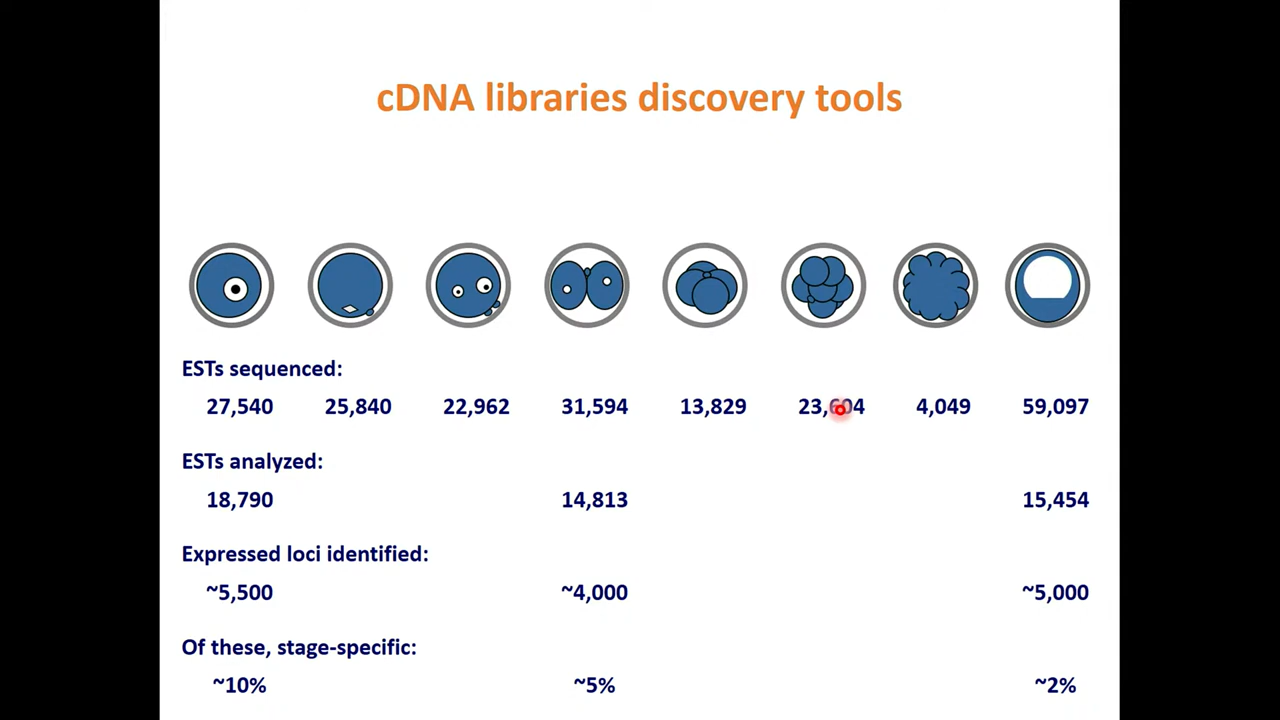 cDNA libraries discovery tools
ESTs sequenced:
27,540 25,840 22,962 31,594 13,829 23,604 4,049 59,097
ESTs analyzed:
18,790 14,813 15,454
Expressed loci identified:
~5,500 ~4,000 ~5,000
Of these, stage-specific:
~10% ~5% ~2%